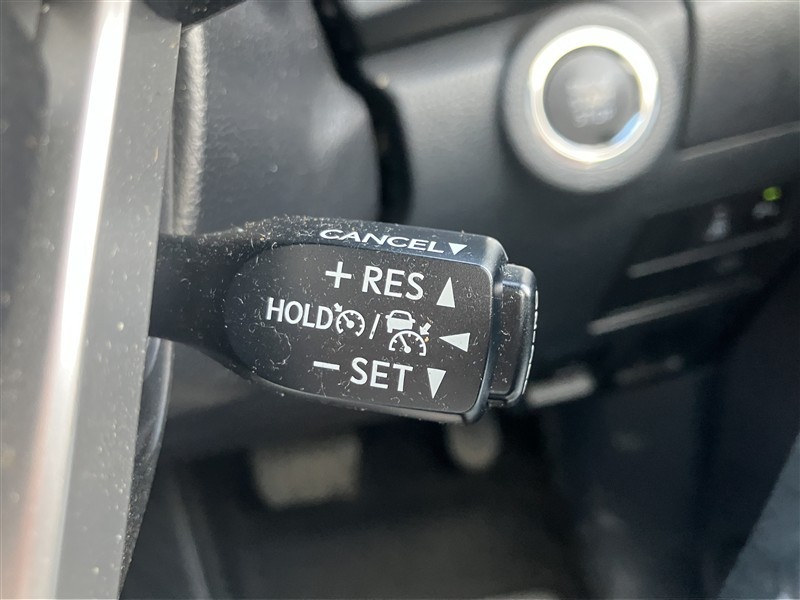 CANCEL▼
+ RES ▲
HOLD / ◀
− SET ▼